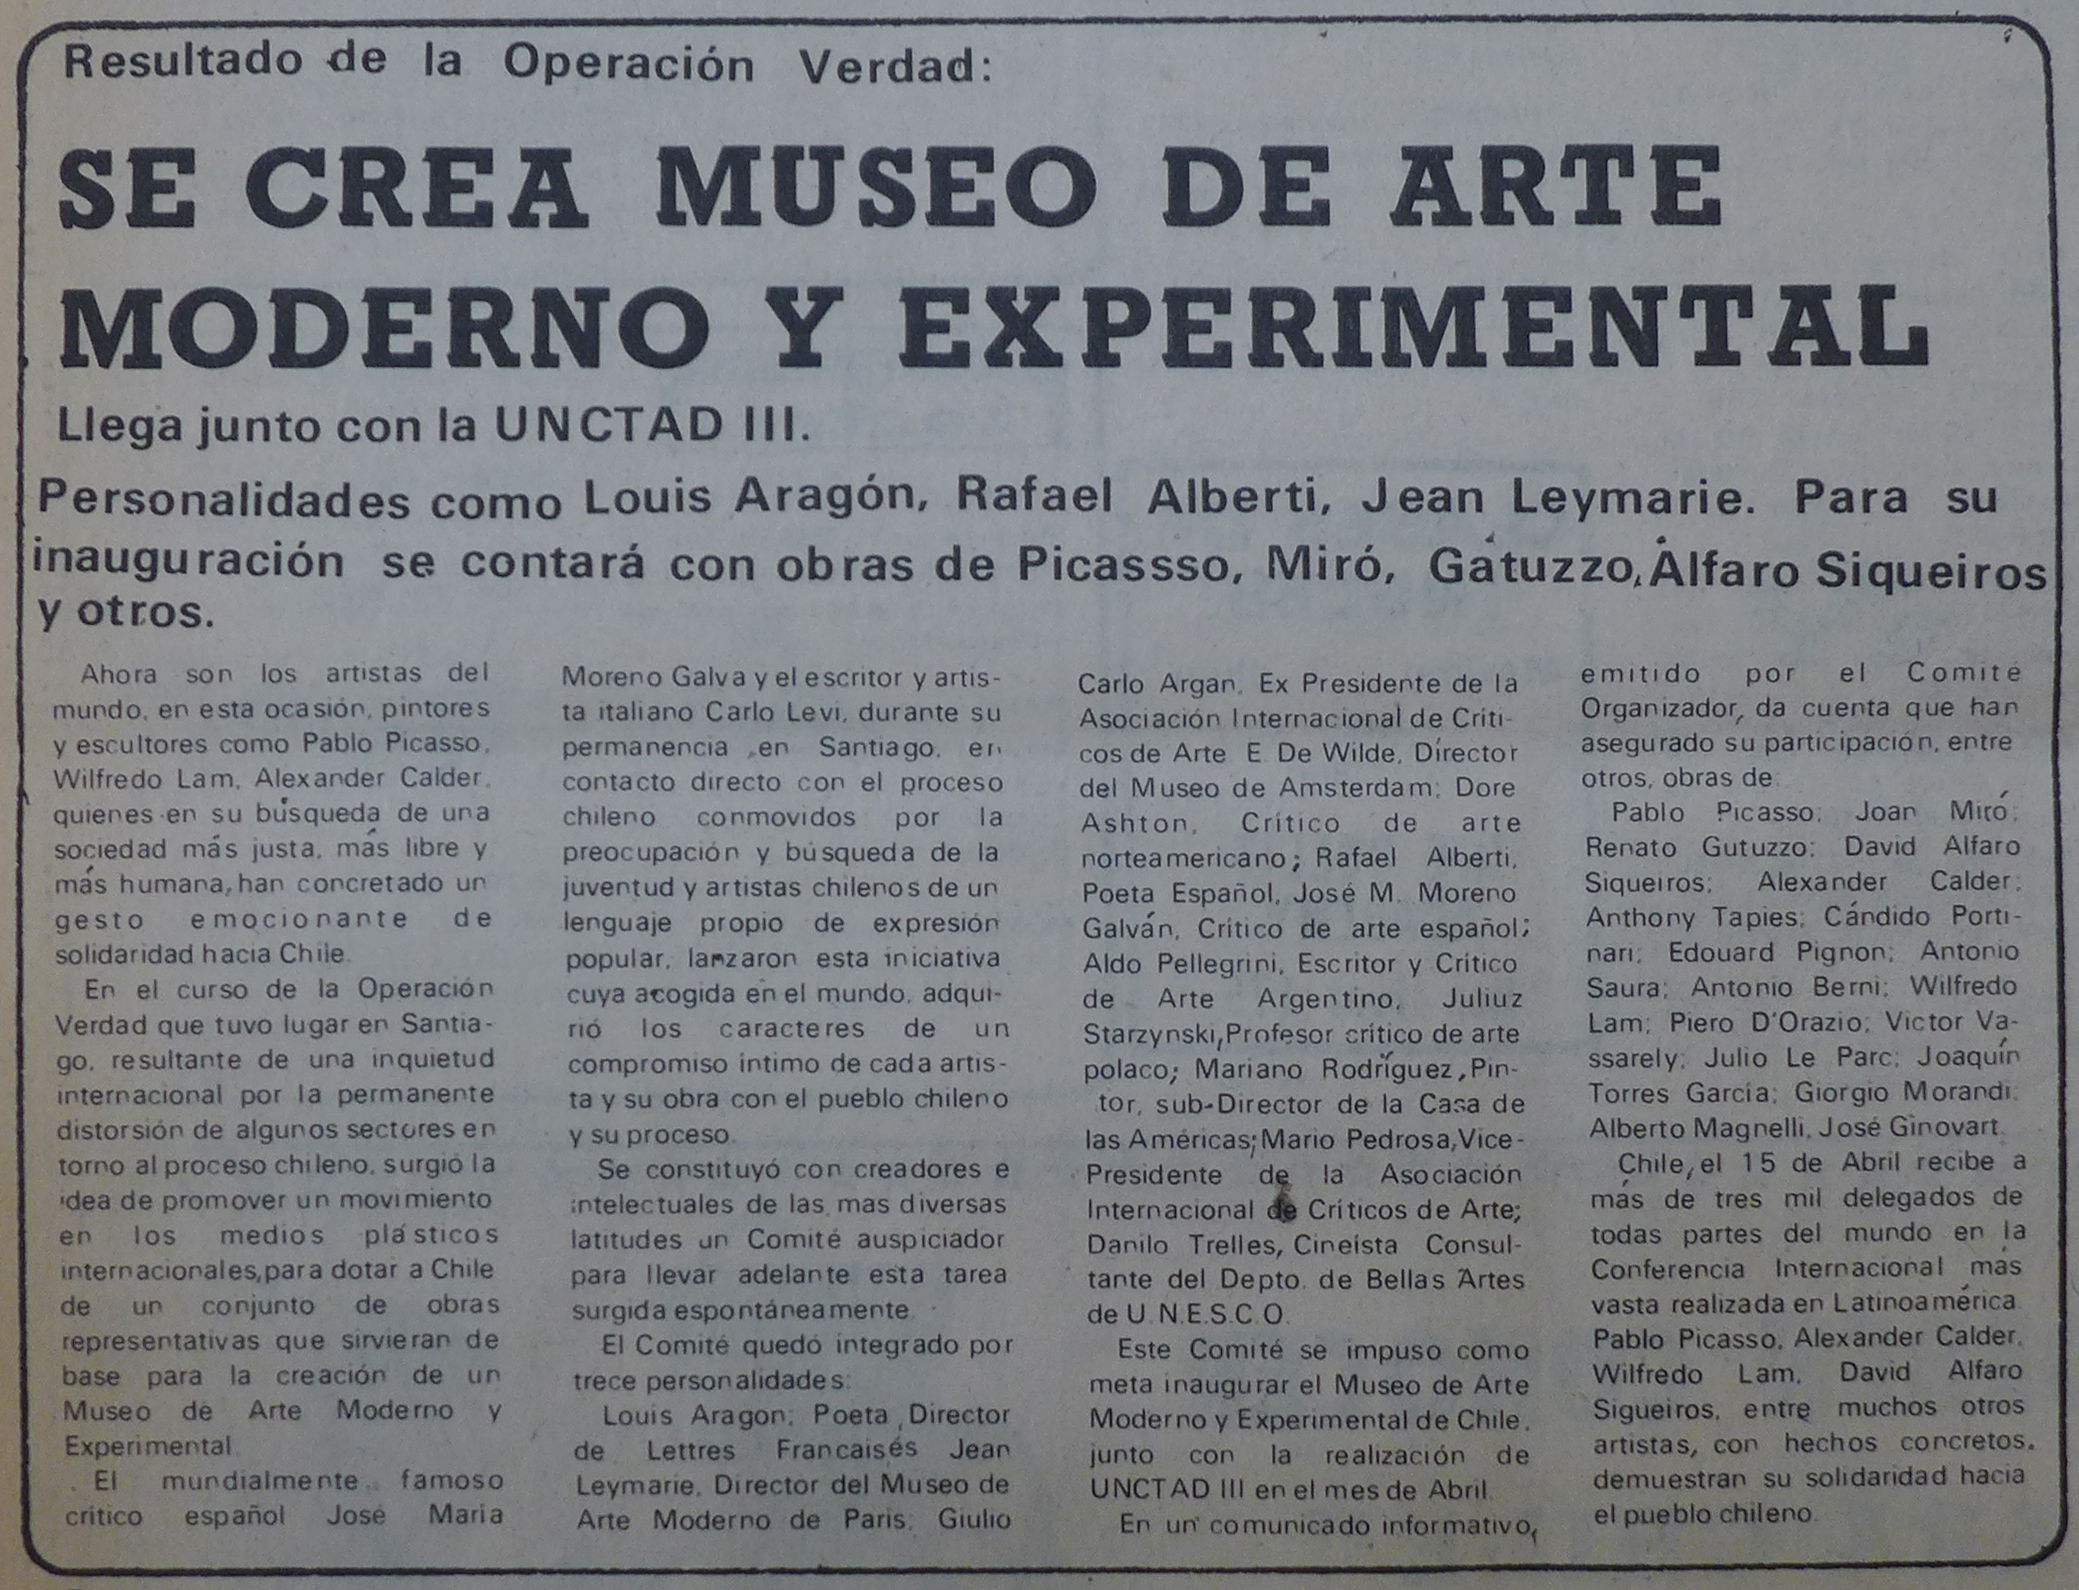 Resultado de la Operación Verdad:
SE CREA MUSEO DE ARTE
MODERNO Y EXPERIMENTAL
Llega junto con la UNCTAD III.
Personalidades como Louis Aragón, Rafael Alberti, Jean Leymarie. Para su
inauguración se contará con obras de Picassso, Miró, Gatuzzo, Alfaro Siqueiros
y otros.
Ahora son los artistas del
mundo, en esta ocasión, pintores
y escultores como Pablo Picasso,
Wilfredo Lam, Alexander Calder,
quienes en su búsqueda de una
sociedad más justa, más libre y
más humana, han concretado un
gesto emocionante de
solidaridad hacia Chile.
En el curso de la Operación
Verdad que tuvo lugar en Santia-
go, resultante de una inquietud
internacional por la permanente
distorsión de algunos sectores en
torno al proceso chileno, surgió la
idea de promover un movimiento
en los medios plásticos
internacionales, para dotar a Chile
de un conjunto de obras
representativas que sirvieran de
base para la creación de un
Museo de Arte Moderno y
Experimental
El mundialmente famoso
crítico español José María
Moreno Galva y el escritor y artis-
ta italiano Carlo Levi, durante su
permanencia en Santiago, en
contacto directo con el proceso
chileno conmovidos por la
preocupación y búsqueda de la
juventud y artistas chilenos de un
lenguaje propio de expresión
popular, lanzaron esta iniciativa
cuya acogida en el mundo, adqui-
rió los caracteres de un
compromiso íntimo de cada artis-
ta y su obra con el pueblo chileno
y su proceso.
Se constituyó con creadores e
intelectuales de las mas diversas
latitudes un Comité auspiciador
para llevar adelante esta tarea
surgida espontáneamente.
El Comité quedó integrado por
trece personalidades:
Louis Aragon; Poeta, Director
de Lettres Francaisés Jean
Leymarie, Director del Museo de
Arte Moderno de Paris; Giulio
Carlo Argan, Ex Presidente de la
Asociación Internacional de Críti-
cos de Arte E. De Wilde, Director
del Museo de Amsterdam; Dore
Ashton, Crítico de arte
norteamericano; Rafael Alberti,
Poeta Español, José M. Moreno
Galván, Crítico de arte español;
Aldo Pellegrini, Escritor y Crítico
de Arte Argentino, Juliuz
Starzynski, Profesor crítico de arte
polaco; Mariano Rodríguez, Pin-
tor, sub-Director de la Casa de
las Américas; Mario Pedrosa, Vice-
Presidente de la Asociación
Internacional de Críticos de Arte;
Danilo Trelles, Cineísta Consul-
tante del Depto. de Bellas Artes
de U.N.E.S.C.O.
Este Comité se impuso como
meta inaugurar el Museo de Arte
Moderno y Experimental de Chile,
junto con la realización de
UNCTAD III en el mes de Abril.
En un comunicado informativo,
emitido por el Comité
Organizador, da cuenta que han
asegurado su participación, entre
otros, obras de:
Pablo Picasso; Joan Miró;
Renato Gutuzzo; David Alfaro
Siqueiros; Alexander Calder;
Anthony Tapies; Cándido Porti-
nari; Edouard Pignon; Antonio
Saura; Antonio Berni; Wilfredo
Lam; Piero D'Orazio; Victor Va-
ssarely; Julio Le Parc; Joaquín
Torres García; Giorgio Morandi;
Alberto Magnelli, José Ginovart.
Chile, el 15 de Abril recibe a
más de tres mil delegados de
todas partes del mundo en la
Conferencia Internacional más
vasta realizada en Latinoamérica.
Pablo Picasso, Alexander Calder,
Wilfredo Lam, David Alfaro
Sigueiros, entre muchos otros
artistas, con hechos concretos,
demuestran su solidaridad hacia
el pueblo chileno.